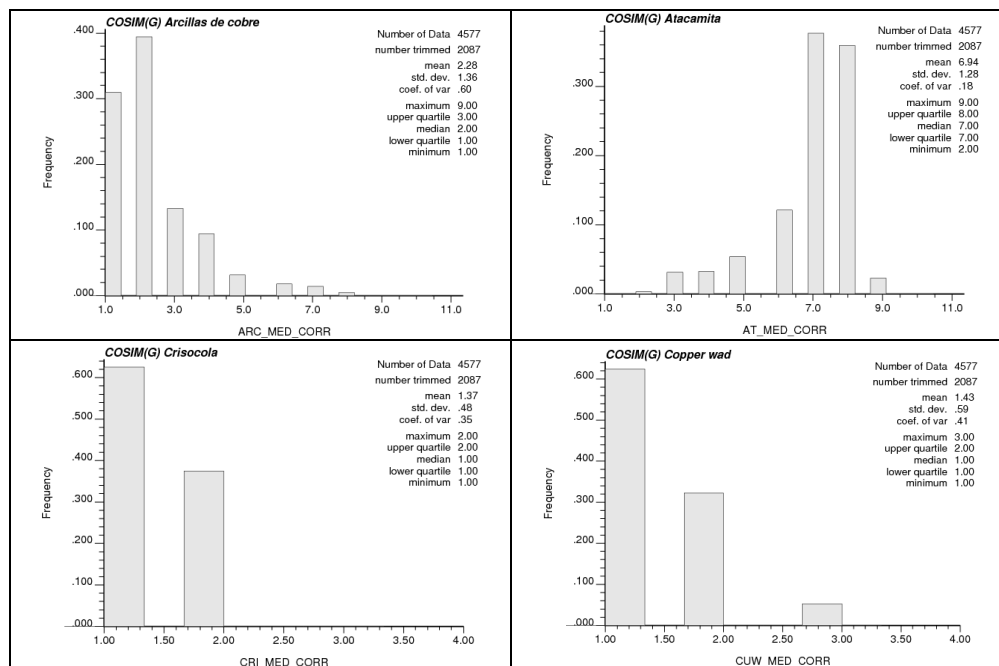 COSIM(G) Arcillas de cobre
Number of Data 4577
number trimmed 2087
mean 2.28
std. dev. 1.36
coef. of var .60
maximum 9.00
upper quartile 3.00
median 2.00
lower quartile 1.00
minimum 1.00
Frequency
.400
.300
.200
.100
.000
1.0 3.0 5.0 7.0 9.0 11.0
ARC_MED_CORR
COSIM(G) Atacamita
Number of Data 4577
number trimmed 2087
mean 6.94
std. dev. 1.28
coef. of var .18
maximum 9.00
upper quartile 8.00
median 7.00
lower quartile 7.00
minimum 2.00
Frequency
.300
.200
.100
.000
1.0 3.0 5.0 7.0 9.0 11.0
AT_MED_CORR
COSIM(G) Crisocola
Number of Data 4577
number trimmed 2087
mean 1.37
std. dev. .48
coef. of var .35
maximum 2.00
upper quartile 2.00
median 1.00
lower quartile 1.00
minimum 1.00
Frequency
.600
.500
.400
.300
.200
.100
.000
1.00 1.50 2.00 2.50 3.00 3.50 4.00
CRI_MED_CORR
COSIM(G) Copper wad
Number of Data 4577
number trimmed 2087
mean 1.43
std. dev. .59
coef. of var .41
maximum 3.00
upper quartile 2.00
median 1.00
lower quartile 1.00
minimum 1.00
Frequency
.600
.500
.400
.300
.200
.100
.000
1.00 1.50 2.00 2.50 3.00 3.50 4.00
CUW_MED_CORR